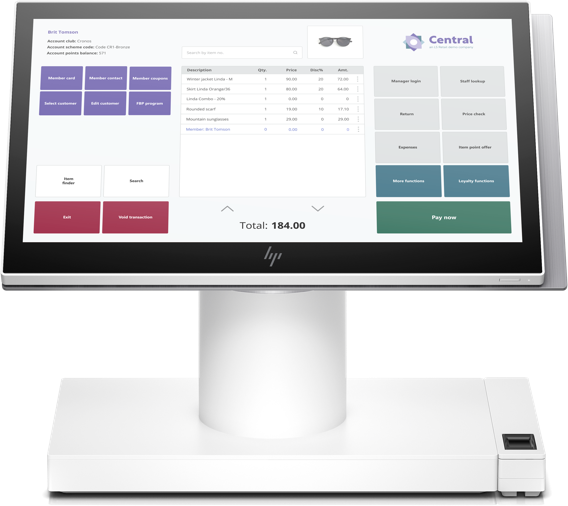 Brit Tomson
Account club: Cronus
Account scheme code: Code CR1-Bronze
Account points balance: 571
Search by item no.
Central
Member card
Member contact
Member coupons
Select customer
Edit customer
FBP program
Description Qty. Price Disc% Amt.
Winter jacket Linda - M 1 90.00 20 72.00
Shirt Linda Orange/36 1 80.00 20 64.00
Linda Combo - 20% 1 0.00 0 0
Rounded scarf 1 19.00 10 17.10
Mountain sunglasses 1 29.00 0 29.00
Member: Brit Tomson 0 0.00 0 0
Manager login
Staff lookup
Return
Price check
Expenses
Item point offer
Item
finder
Search
More functions
Loyalty functions
Exit
Void transaction
Total: 184.00
Pay now
hp